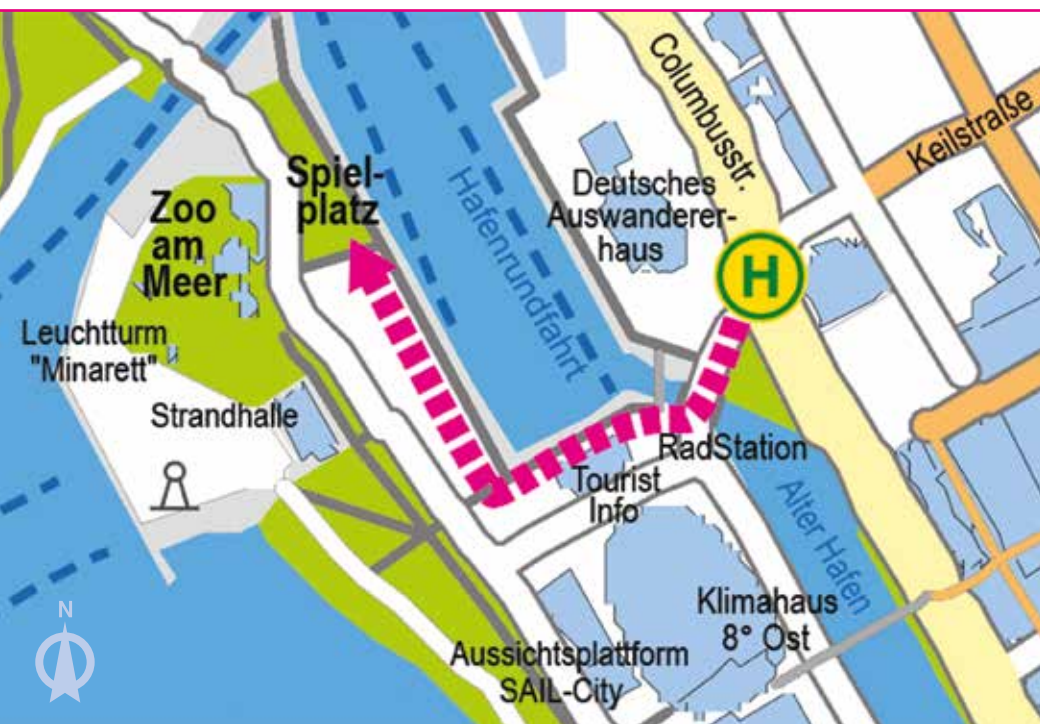 Columbusstr.
Keilstraße
Spiel-
platz
Deutsches
Auswanderer-
haus
Zoo
am
Meer
Hafenrundfahrt
H
Leuchtturm
"Minarett"
Strandhalle
RadStation
Tourist
Info
Alter Hafen
Klimahaus
8° Ost
Aussichtsplattform
SAIL-City
N